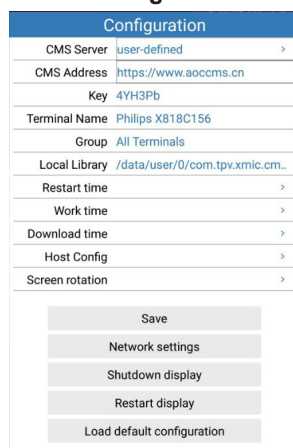 Configuration
CMS Server user-defined >
CMS Address https://www.aoccms.cn
Key 4YH3Pb
Terminal Name Philips X818C156
Group All Terminals
Local Library /data/user/0/com.tpv.xmic.cm..
Restart time >
Work time >
Download time >
Host Config >
Screen rotation >
Save
Network settings
Shutdown display
Restart display
Load default configuration